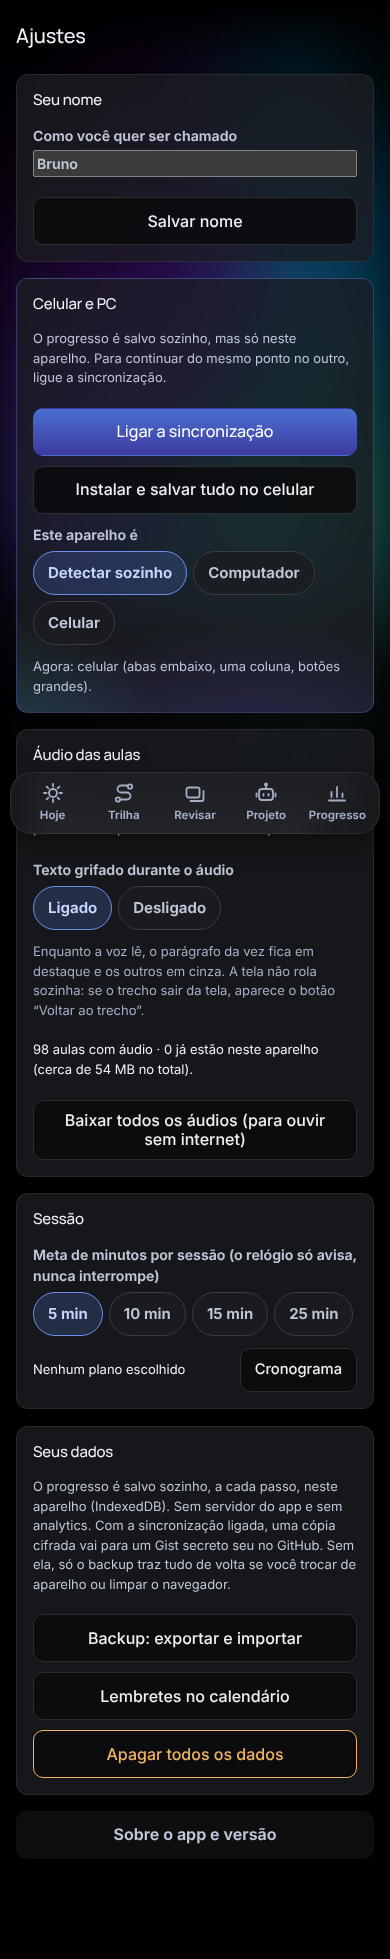 Ajustes
Seu nome
Como você quer ser chamado
Bruno
Salvar nome
Celular e PC
O progresso é salvo sozinho, mas só neste
aparelho. Para continuar do mesmo ponto no outro,
ligue a sincronização.
Ligar a sincronização
Instalar e salvar tudo no celular
Este aparelho é
Detectar sozinho
Computador
Celular
Agora: celular (abas embaixo, uma coluna, botões
grandes).
Áudio das aulas
Hoje
Trilha
Revisar
Projeto
Progresso
Texto grifado durante o áudio
Ligado
Desligado
Enquanto a voz lê, o parágrafo da vez fica em
destaque e os outros em cinza. A tela não rola
sozinha: se o trecho sair da tela, aparece o botão
“Voltar ao trecho”.
98 aulas com áudio · 0 já estão neste aparelho
(cerca de 54 MB no total).
Baixar todos os áudios (para ouvir
sem internet)
Sessão
Meta de minutos por sessão (o relógio só avisa,
nunca interrompe)
5 min
10 min
15 min
25 min
Nenhum plano escolhido
Cronograma
Seus dados
O progresso é salvo sozinho, a cada passo, neste
aparelho (IndexedDB). Sem servidor do app e sem
analytics. Com a sincronização ligada, uma cópia
cifrada vai para um Gist secreto seu no GitHub. Sem
ela, só o backup traz tudo de volta se você trocar de
aparelho ou limpar o navegador.
Backup: exportar e importar
Lembretes no calendário
Apagar todos os dados
Sobre o app e versão